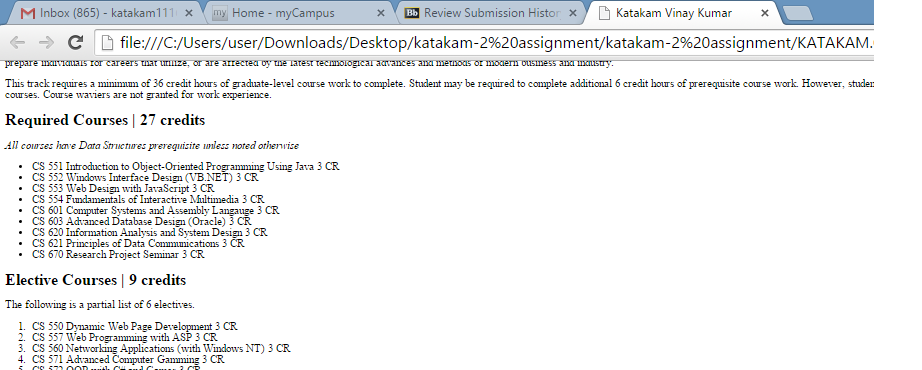 Inbox (865) - katakam111
Home - myCampus
Bb Review Submission Histor
Katakam Vinay Kumar
file:///C:/Users/user/Downloads/Desktop/katakam-2%20assignment/katakam-2%20assignment/KATAKAM.
prepare individuals for careers that utilize, or are affected by the latest technological advances and methods of modern business and industry.
This track requires a minimum of 36 credit hours of graduate-level course work to complete. Student may be required to complete additional 6 credit hours of prerequisite course work. However, studen
courses. Course waviers are not granted for work experience.
Required Courses | 27 credits
All courses have Data Structures prerequisite unless noted otherwise
• CS 551 Introduction to Object-Oriented Programming Using Java 3 CR
• CS 552 Windows Interface Design (VB.NET) 3 CR
• CS 553 Web Design with JavaScript 3 CR
• CS 554 Fundamentals of Interactive Multimedia 3 CR
• CS 601 Computer Systems and Assembly Langauge 3 CR
• CS 603 Advanced Database Design (Oracle) 3 CR
• CS 620 Information Analysis and System Design 3 CR
• CS 621 Principles of Data Communications 3 CR
• CS 670 Research Project Seminar 3 CR
Elective Courses | 9 credits
The following is a partial list of 6 electives.
1. CS 550 Dynamic Web Page Development 3 CR
2. CS 557 Web Programming with ASP 3 CR
3. CS 560 Networking Applications (with Windows NT) 3 CR
4. CS 571 Advanced Computer Gamming 3 CR
5. CS 572 OOP with C# and Games 3 CR